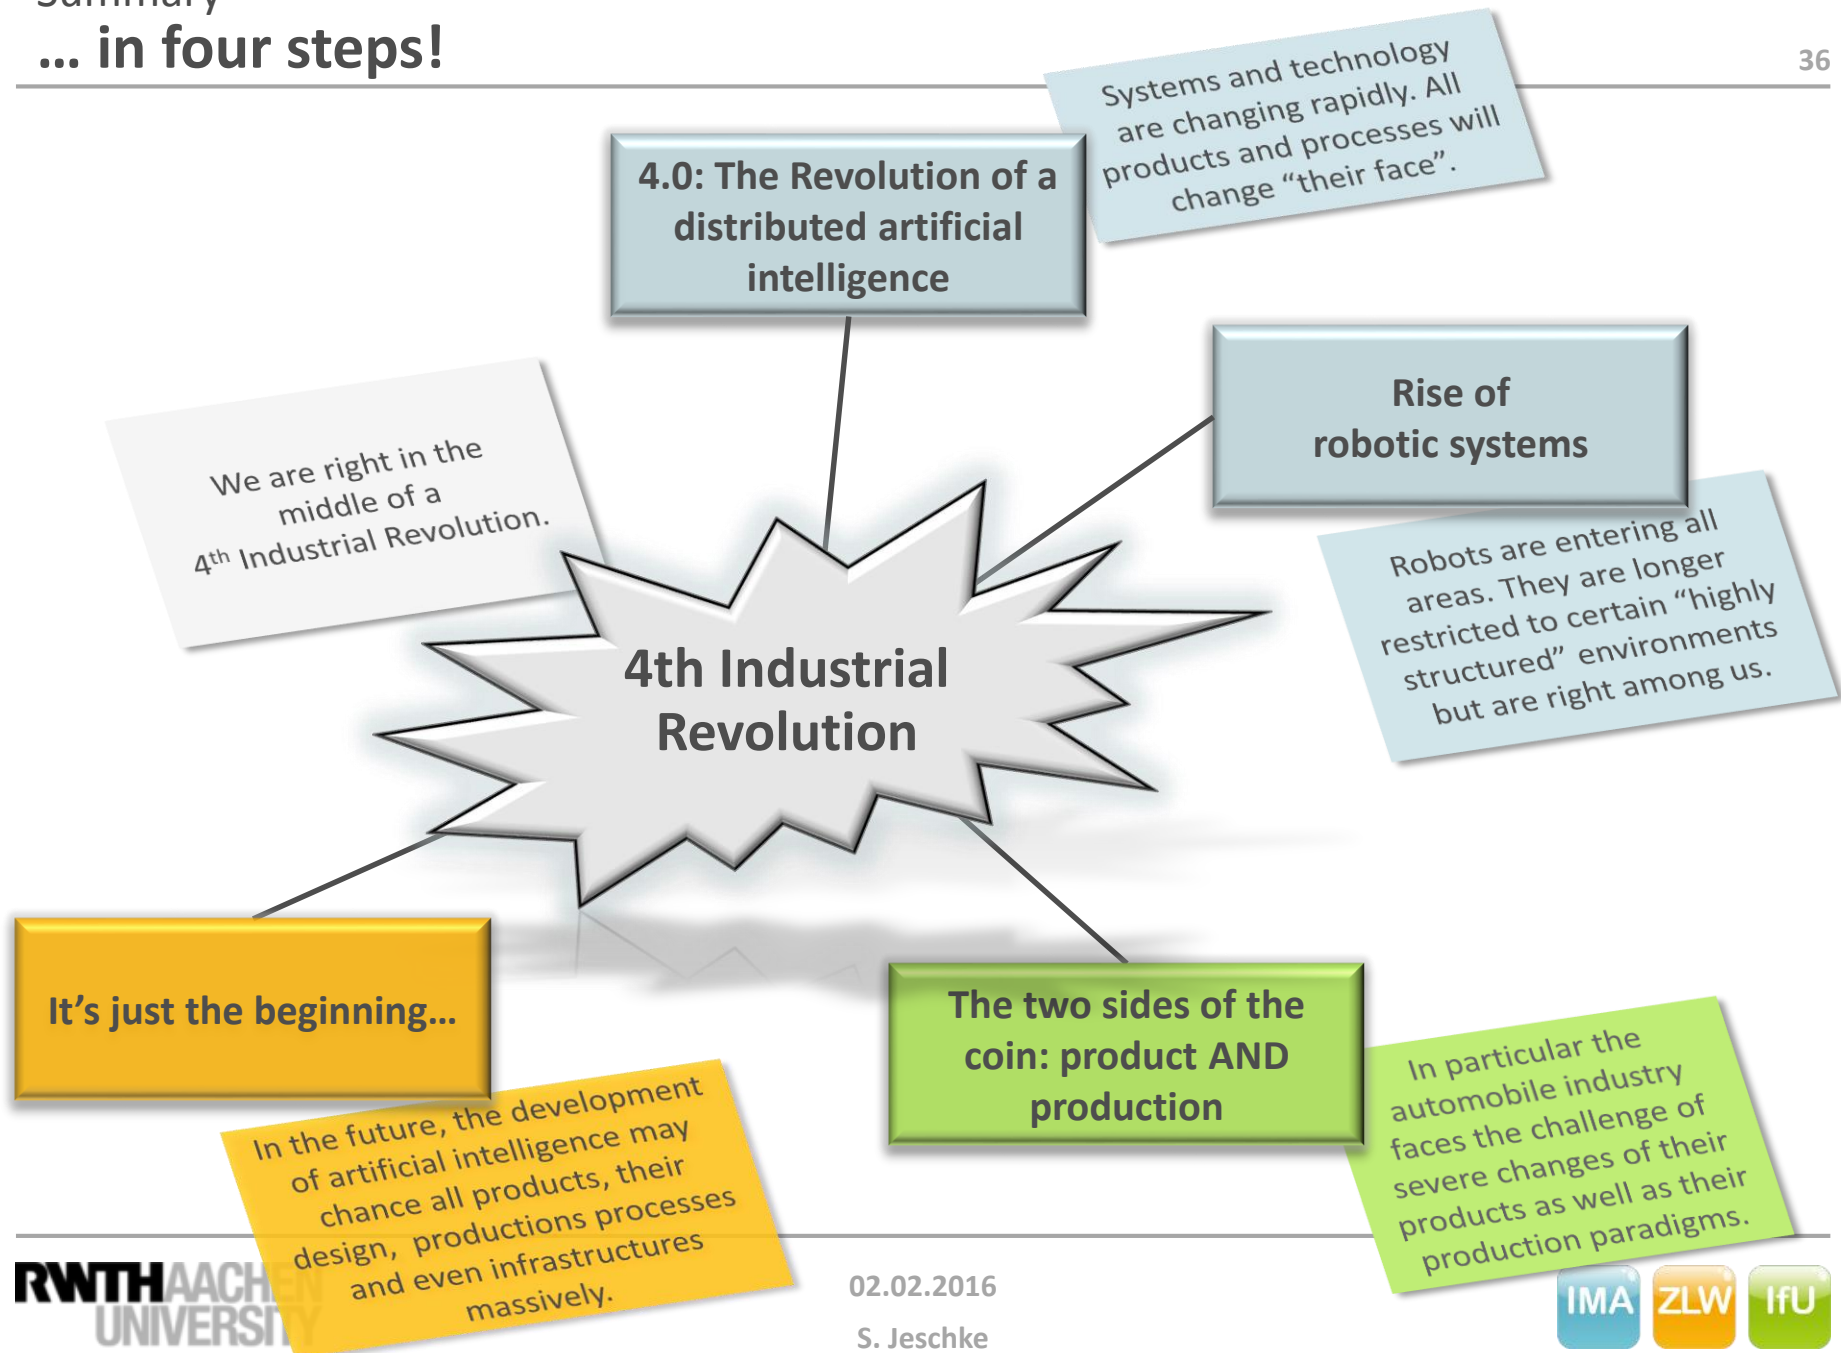 Summary
... in four steps!
36
Systems and technology
are changing rapidly. All
products and processes will
change “their face”.
4.0: The Revolution of a
distributed artificial
intelligence
Rise of
robotic systems
We are right in the
middle of a
4th Industrial Revolution.
Robots are entering all
areas. They are longer
restricted to certain “highly
structured” environments
but are right among us.
4th Industrial
Revolution
It’s just the beginning...
The two sides of the
coin: product AND
production
In the future, the development
of artificial intelligence may
chance all products, their
design, productions processes
and even infrastructures
massively.
In particular the
automobile industry
faces the challenge of
severe changes of their
products as well as their
production paradigms.
RWTH AACHEN
UNIVERSITY
02.02.2016
S. Jeschke
IMA ZLW IfU